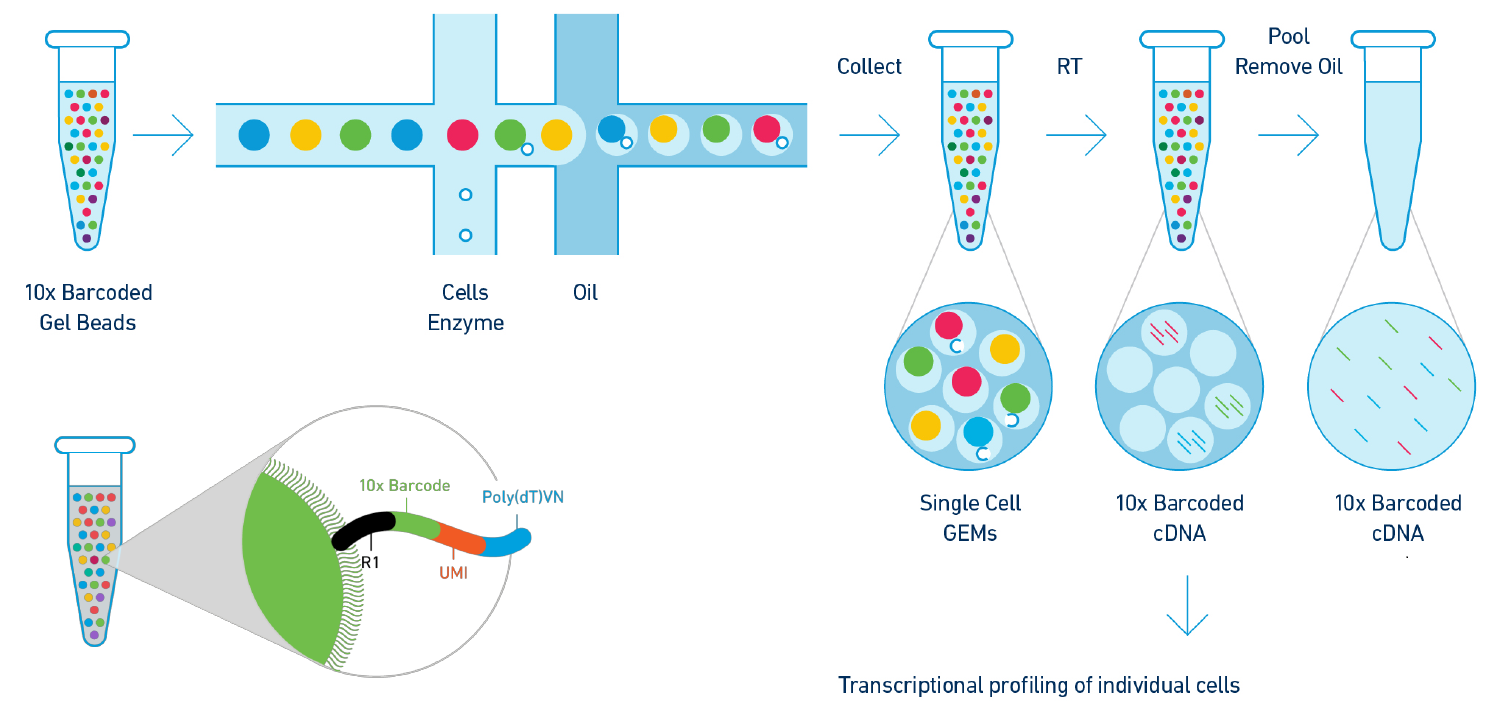 Collect
RT
Pool
Remove Oil
10x Barcoded
Gel Beads
Cells
Enzyme
Oil
10x Barcode
Poly(dT)VN
R1
UMI
Single Cell
GEMs
10x Barcoded
cDNA
10x Barcoded
cDNA
Transcriptional profiling of individual cells